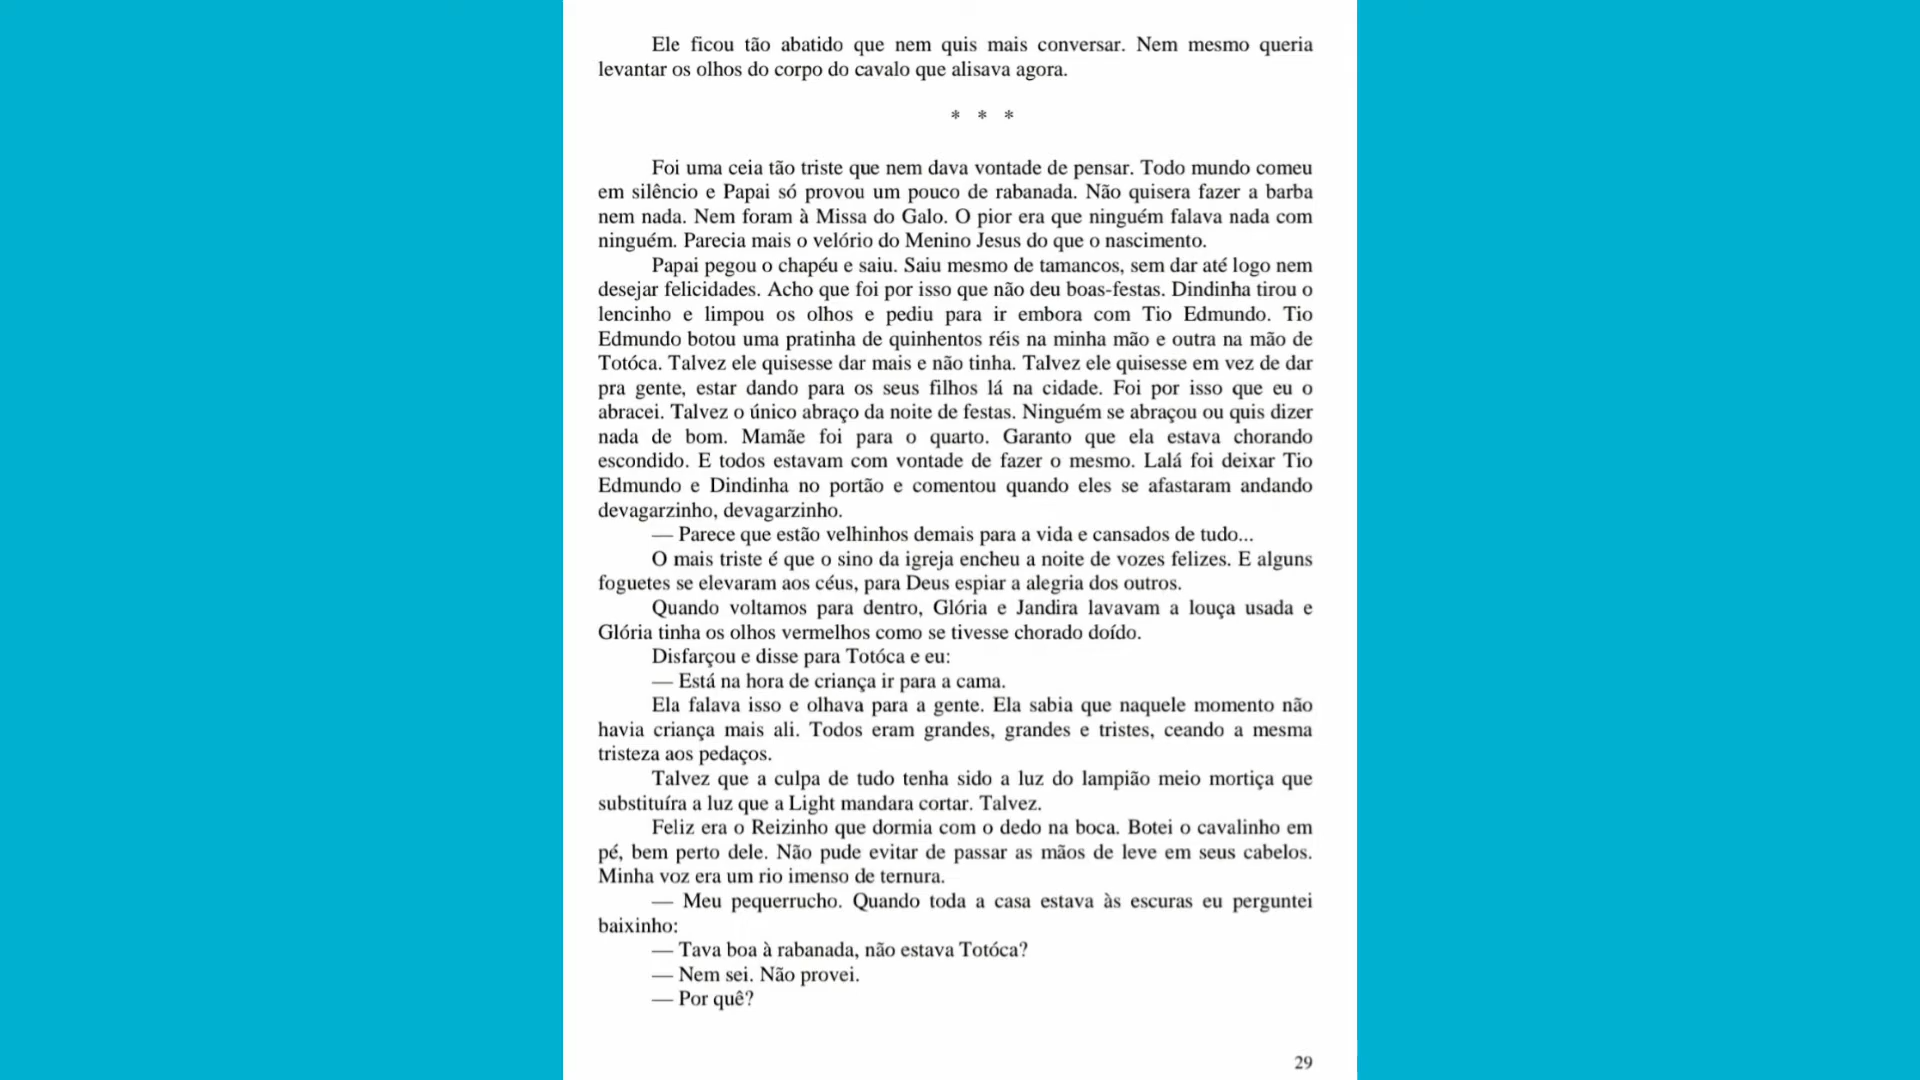 Ele ficou tão abatido que nem quis mais conversar. Nem mesmo queria
levantar os olhos do corpo do cavalo que alisava agora.
* * *
Foi uma ceia tão triste que nem dava vontade de pensar. Todo mundo comeu
em silêncio e Papai só provou um pouco de rabanada. Não quisera fazer a barba
nem nada. Nem foram à Missa do Galo. O pior era que ninguém falava nada com
ninguém. Parecia mais o velório do Menino Jesus do que o nascimento.
Papai pegou o chapéu e saiu. Saiu mesmo de tamancos, sem dar até logo nem
desejar felicidades. Acho que foi por isso que não deu boas-festas. Dindinha tirou o
lencinho e limpou os olhos e pediu para ir embora com Tio Edmundo. Tio
Edmundo botou uma pratinha de quinhentos réis na minha mão e outra na mão de
Totóca. Talvez ele quisesse dar mais e não tinha. Talvez ele quisesse em vez de dar
pra gente, estar dando para os seus filhos lá na cidade. Foi por isso que eu o
abracei. Talvez o único abraço da noite de festas. Ninguém se abraçou ou quis dizer
nada de bom. Mamãe foi para o quarto. Garanto que ela estava chorando
escondido. E todos estavam com vontade de fazer o mesmo. Lalá foi deixar Tio
Edmundo e Dindinha no portão e comentou quando eles se afastaram andando
devagarzinho, devagarzinho.
— Parece que estão velhinhos demais para a vida e cansados de tudo...
O mais triste é que o sino da igreja encheu a noite de vozes felizes. E alguns
foguetes se elevaram aos céus, para Deus espiar a alegria dos outros.
Quando voltamos para dentro, Glória e Jandira lavavam a louça usada e
Glória tinha os olhos vermelhos como se tivesse chorado doído.
Disfarçou e disse para Totóca e eu:
— Está na hora de criança ir para a cama.
Ela falava isso e olhava para a gente. Ela sabia que naquele momento não
havia criança mais ali. Todos eram grandes, grandes e tristes, ceando a mesma
tristeza aos pedaços.
Talvez que a culpa de tudo tenha sido a luz do lampião meio mortiça que
substituíra a luz que a Light mandara cortar. Talvez.
Feliz era o Reizinho que dormia com o dedo na boca. Botei o cavalinho em
pé, bem perto dele. Não pude evitar de passar as mãos de leve em seus cabelos.
Minha voz era um rio imenso de ternura.
— Meu pequerrucho. Quando toda a casa estava às escuras eu perguntei
baixinho:
— Tava boa à rabanada, não estava Totóca?
— Nem sei. Não provei.
— Por quê?
29